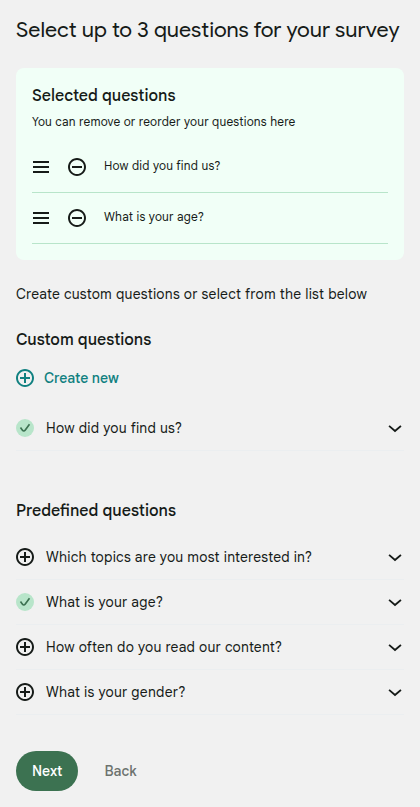 Select up to 3 questions for your survey
Selected questions
You can remove or reorder your questions here
How did you find us?
What is your age?
Create custom questions or select from the list below
Custom questions
Create new
How did you find us?
Predefined questions
Which topics are you most interested in?
What is your age?
How often do you read our content?
What is your gender?
Next Back